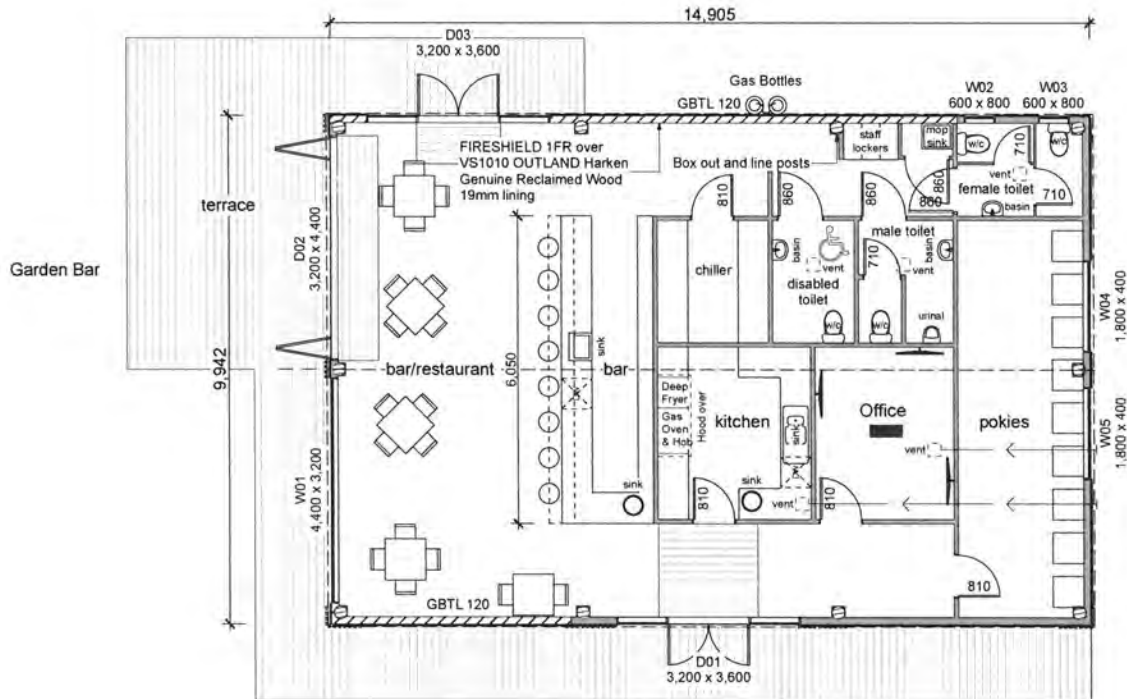 14,905
D03
3,200 x 3,600
Gas Bottles
GBTL 120
W02
600 x 800
W03
600 x 800
FIRESHIELD 1FR over
VS1010 OUTLAND Harken
Genuine Reclaimed Wood
19mm lining
Box out and line posts
staff
lockers
mop
sink
w/c
710
w/c
vent
female toilet
basin
710
810
860
860
860
860
terrace
D02
3,200 x 4,400
Garden Bar
9,942
chiller
basin
vent
disabled
toilet
w/c
male toilet
710
basin
vent
w/c
urinal
W04
1,800 x 400
bar/restaurant
6,050
sink
bar
Deep
Fryer
Gas
Oven
& Hob
Hood over
kitchen
sink
Office
vent
pokies
W05
1,800 x 400
W01
4,400 x 3,200
sink
810
sink
vent
810
810
GBTL 120
D01
3,200 x 3,600